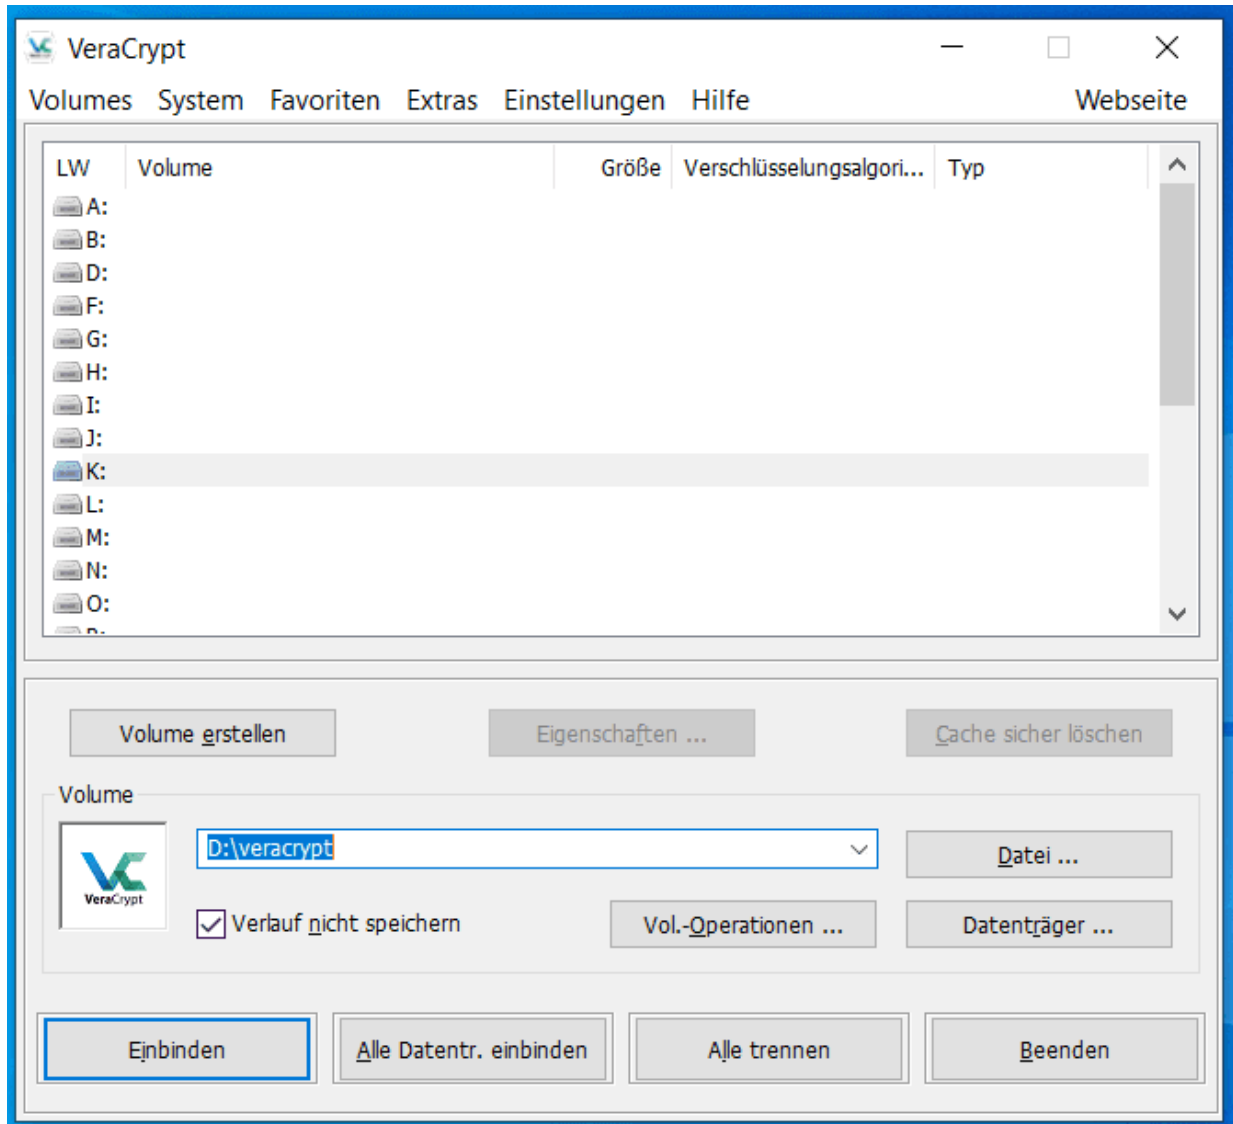 VeraCrypt
Volumes System Favoriten Extras Einstellungen Hilfe Webseite
LW Volume Größe Verschlüsselungsalgori... Typ
A:
B:
D:
F:
G:
H:
I:
J:
K:
L:
M:
N:
O:
Volume erstellen Eigenschaften ... Cache sicher löschen
Volume
D:\veracrypt Datei ...
VeraCrypt
Verlauf nicht speichern Vol.-Operationen ... Datenträger ...
Einbinden Alle Datentr. einbinden Alle trennen Beenden